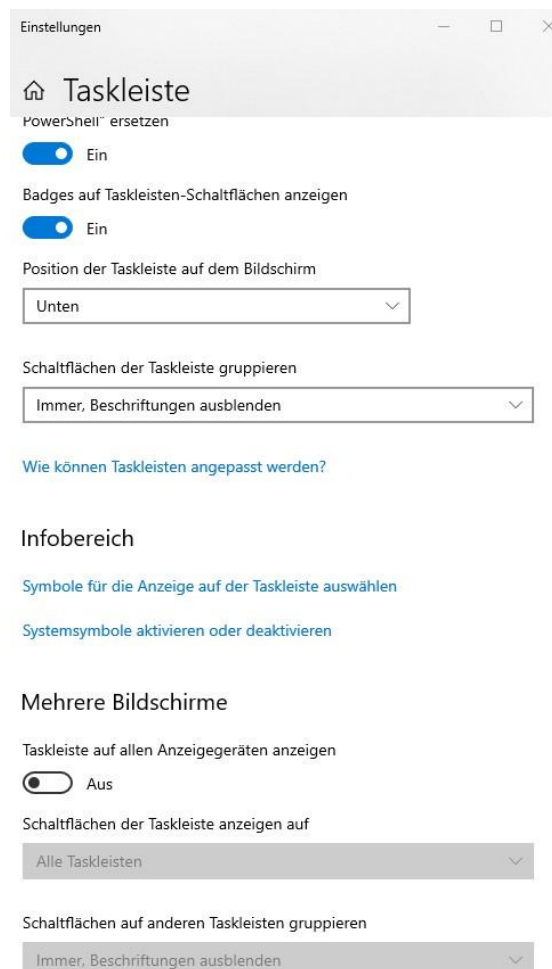 Einstellungen
Taskleiste
PowerShell" ersetzen
Ein
Badges auf Taskleisten-Schaltflächen anzeigen
Ein
Position der Taskleiste auf dem Bildschirm
Unten
Schaltflächen der Taskleiste gruppieren
Immer, Beschriftungen ausblenden
Wie können Taskleisten angepasst werden?
Infobereich
Symbole für die Anzeige auf der Taskleiste auswählen
Systemsymbole aktivieren oder deaktivieren
Mehrere Bildschirme
Taskleiste auf allen Anzeigegeräten anzeigen
Aus
Schaltflächen der Taskleiste anzeigen auf
Alle Taskleisten
Schaltflächen auf anderen Taskleisten gruppieren
Immer, Beschriftungen ausblenden